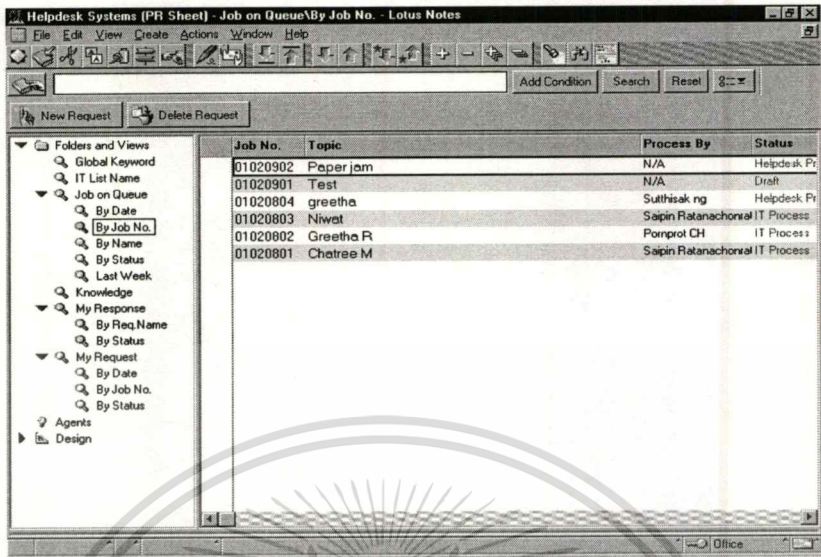 Helpdesk Systems (PR Sheet) - Job on Queue\By Job No. - Lotus Notes
File Edit View Create Actions Window Help
Add Condition Search Reset
New Request Delete Request
Folders and Views
Global Keyword
IT List Name
Job on Queue
By Date
By Job No.
By Name
By Status
Last Week
Knowledge
My Response
By Req.Name
By Status
My Request
By Date
By Job No.
By Status
Agents
Design
Job No. Topic Process By Status
01020902 Paper jam N/A Helpdesk Pr
01020901 Test N/A Draft
01020804 greetha Sutthisak ng Helpdesk Pr
01020803 Niwat Saipin Ratanachonral IT Process
01020802 Greetha R Pornprot CH IT Process
01020801 Chatree M Saipin Ratanachonral IT Process
Office